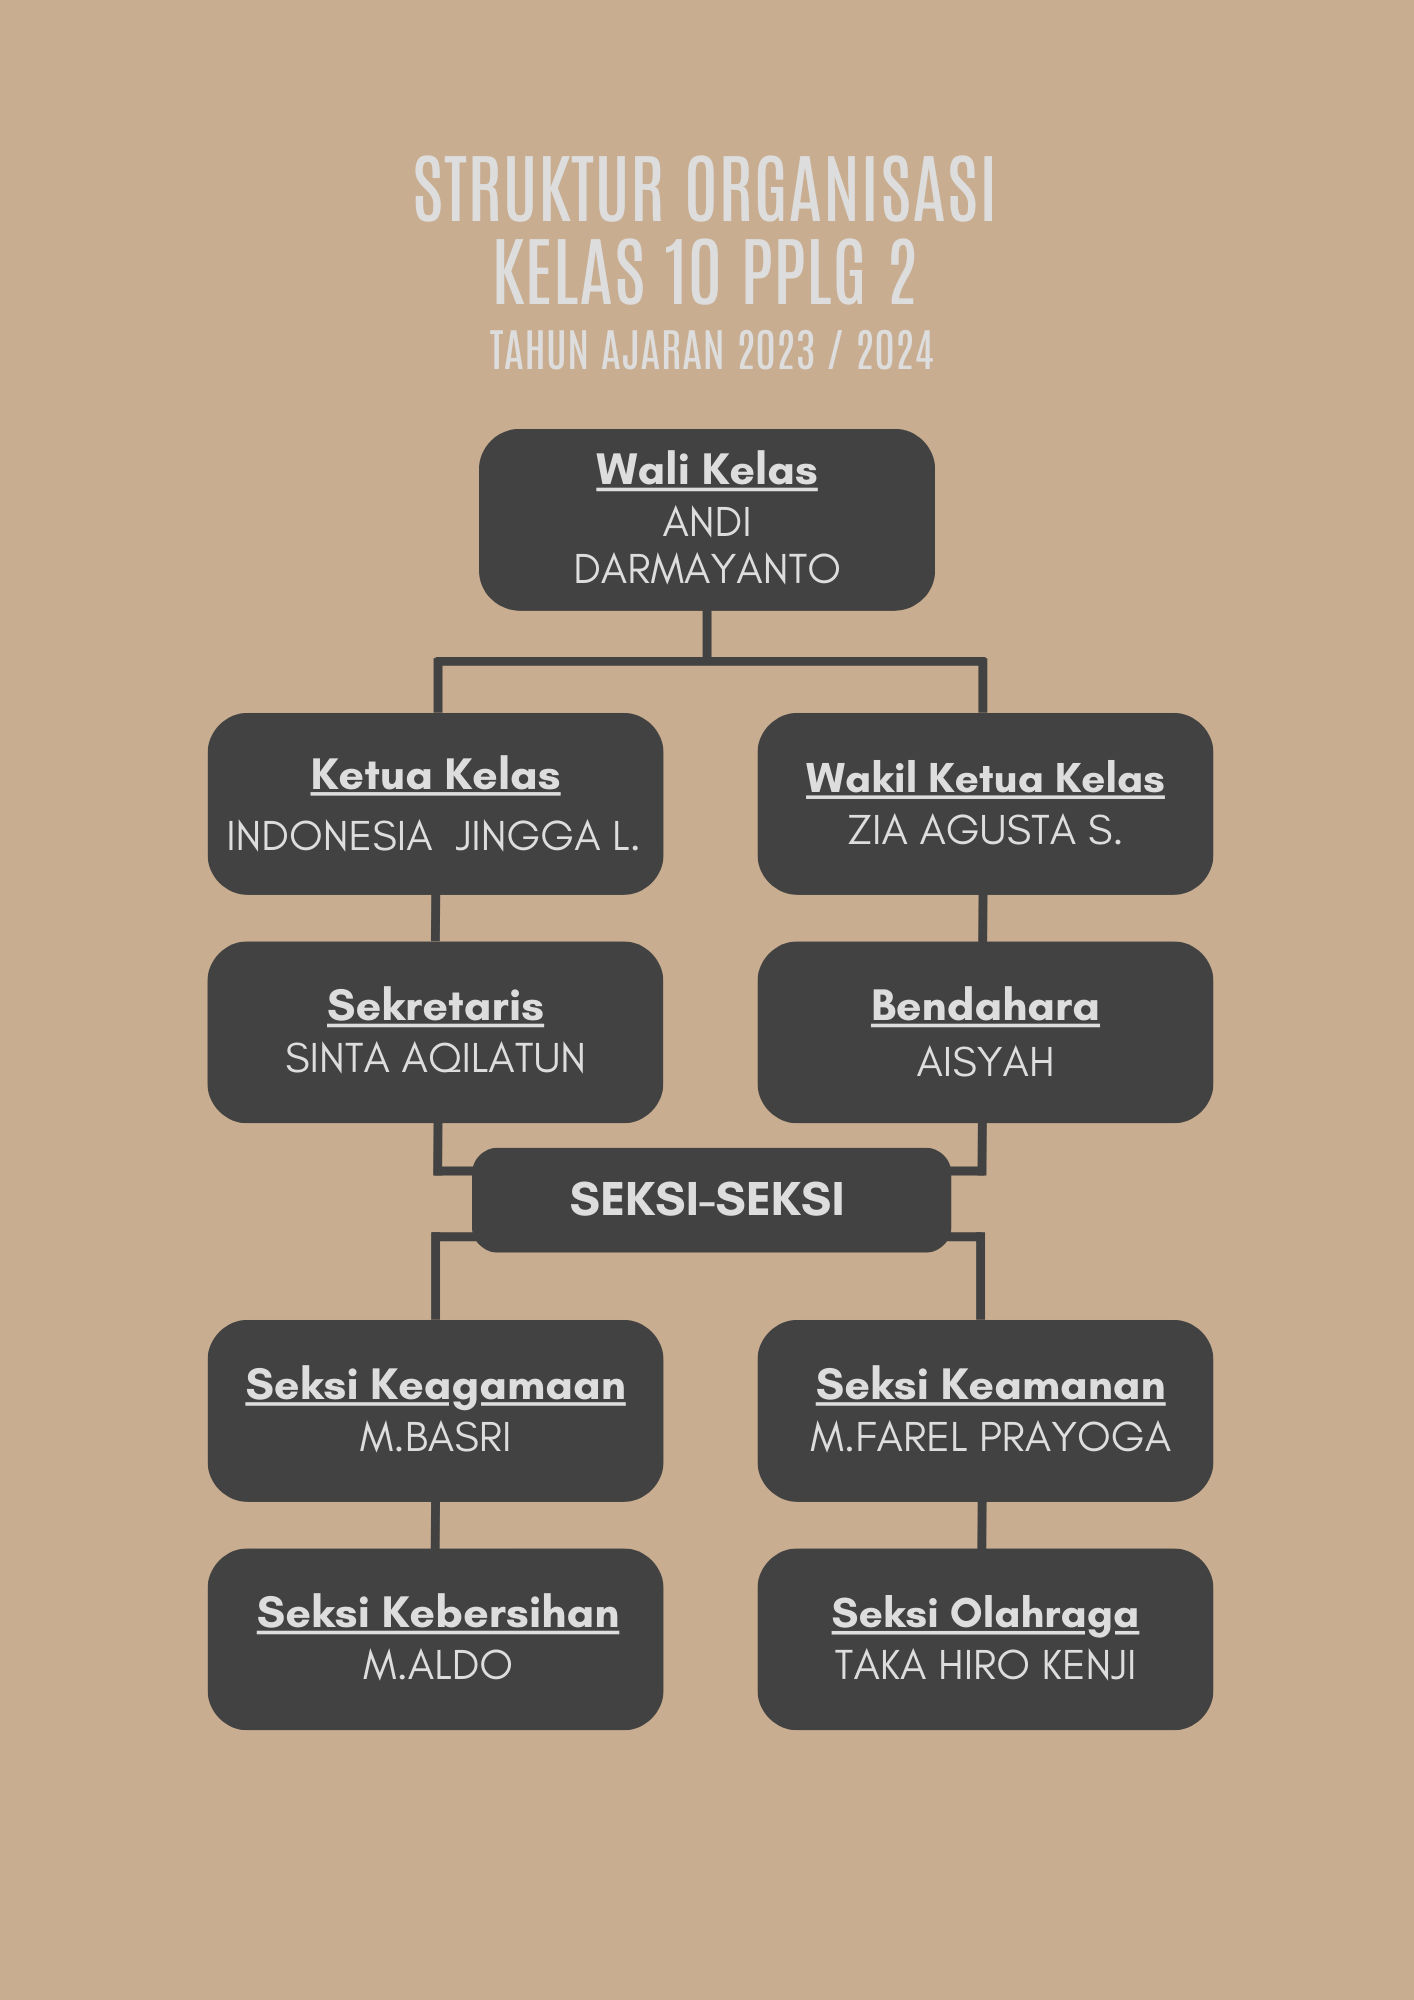 STRUKTUR ORGANISASI
KELAS 10 PPLG 2
TAHUN AJARAN 2023 / 2024
Wali Kelas
ANDI
DARMAYANTO
Ketua Kelas
INDONESIA JINGGA L.
Wakil Ketua Kelas
ZIA AGUSTA S.
Sekretaris
SINTA AQILATUN
Bendahara
AISYAH
SEKSI-SEKSI
Seksi Keagamaan
M.BASRI
Seksi Keamanan
M.FAREL PRAYOGA
Seksi Kebersihan
M.ALDO
Seksi Olahraga
TAKA HIRO KENJI